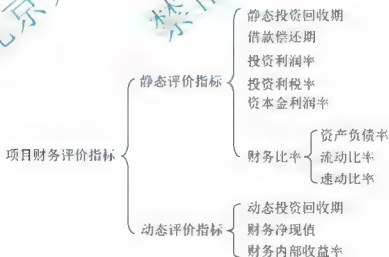 静态投资回收期
借款偿还期
投资利润率
静态评价指标
投资利税率
资本金利润率
资产负债率
项目财务评价指标
财务比率
流动比率
速动比率
动态投资回收期
动态评价指标
财务净现值
财务内部收益率